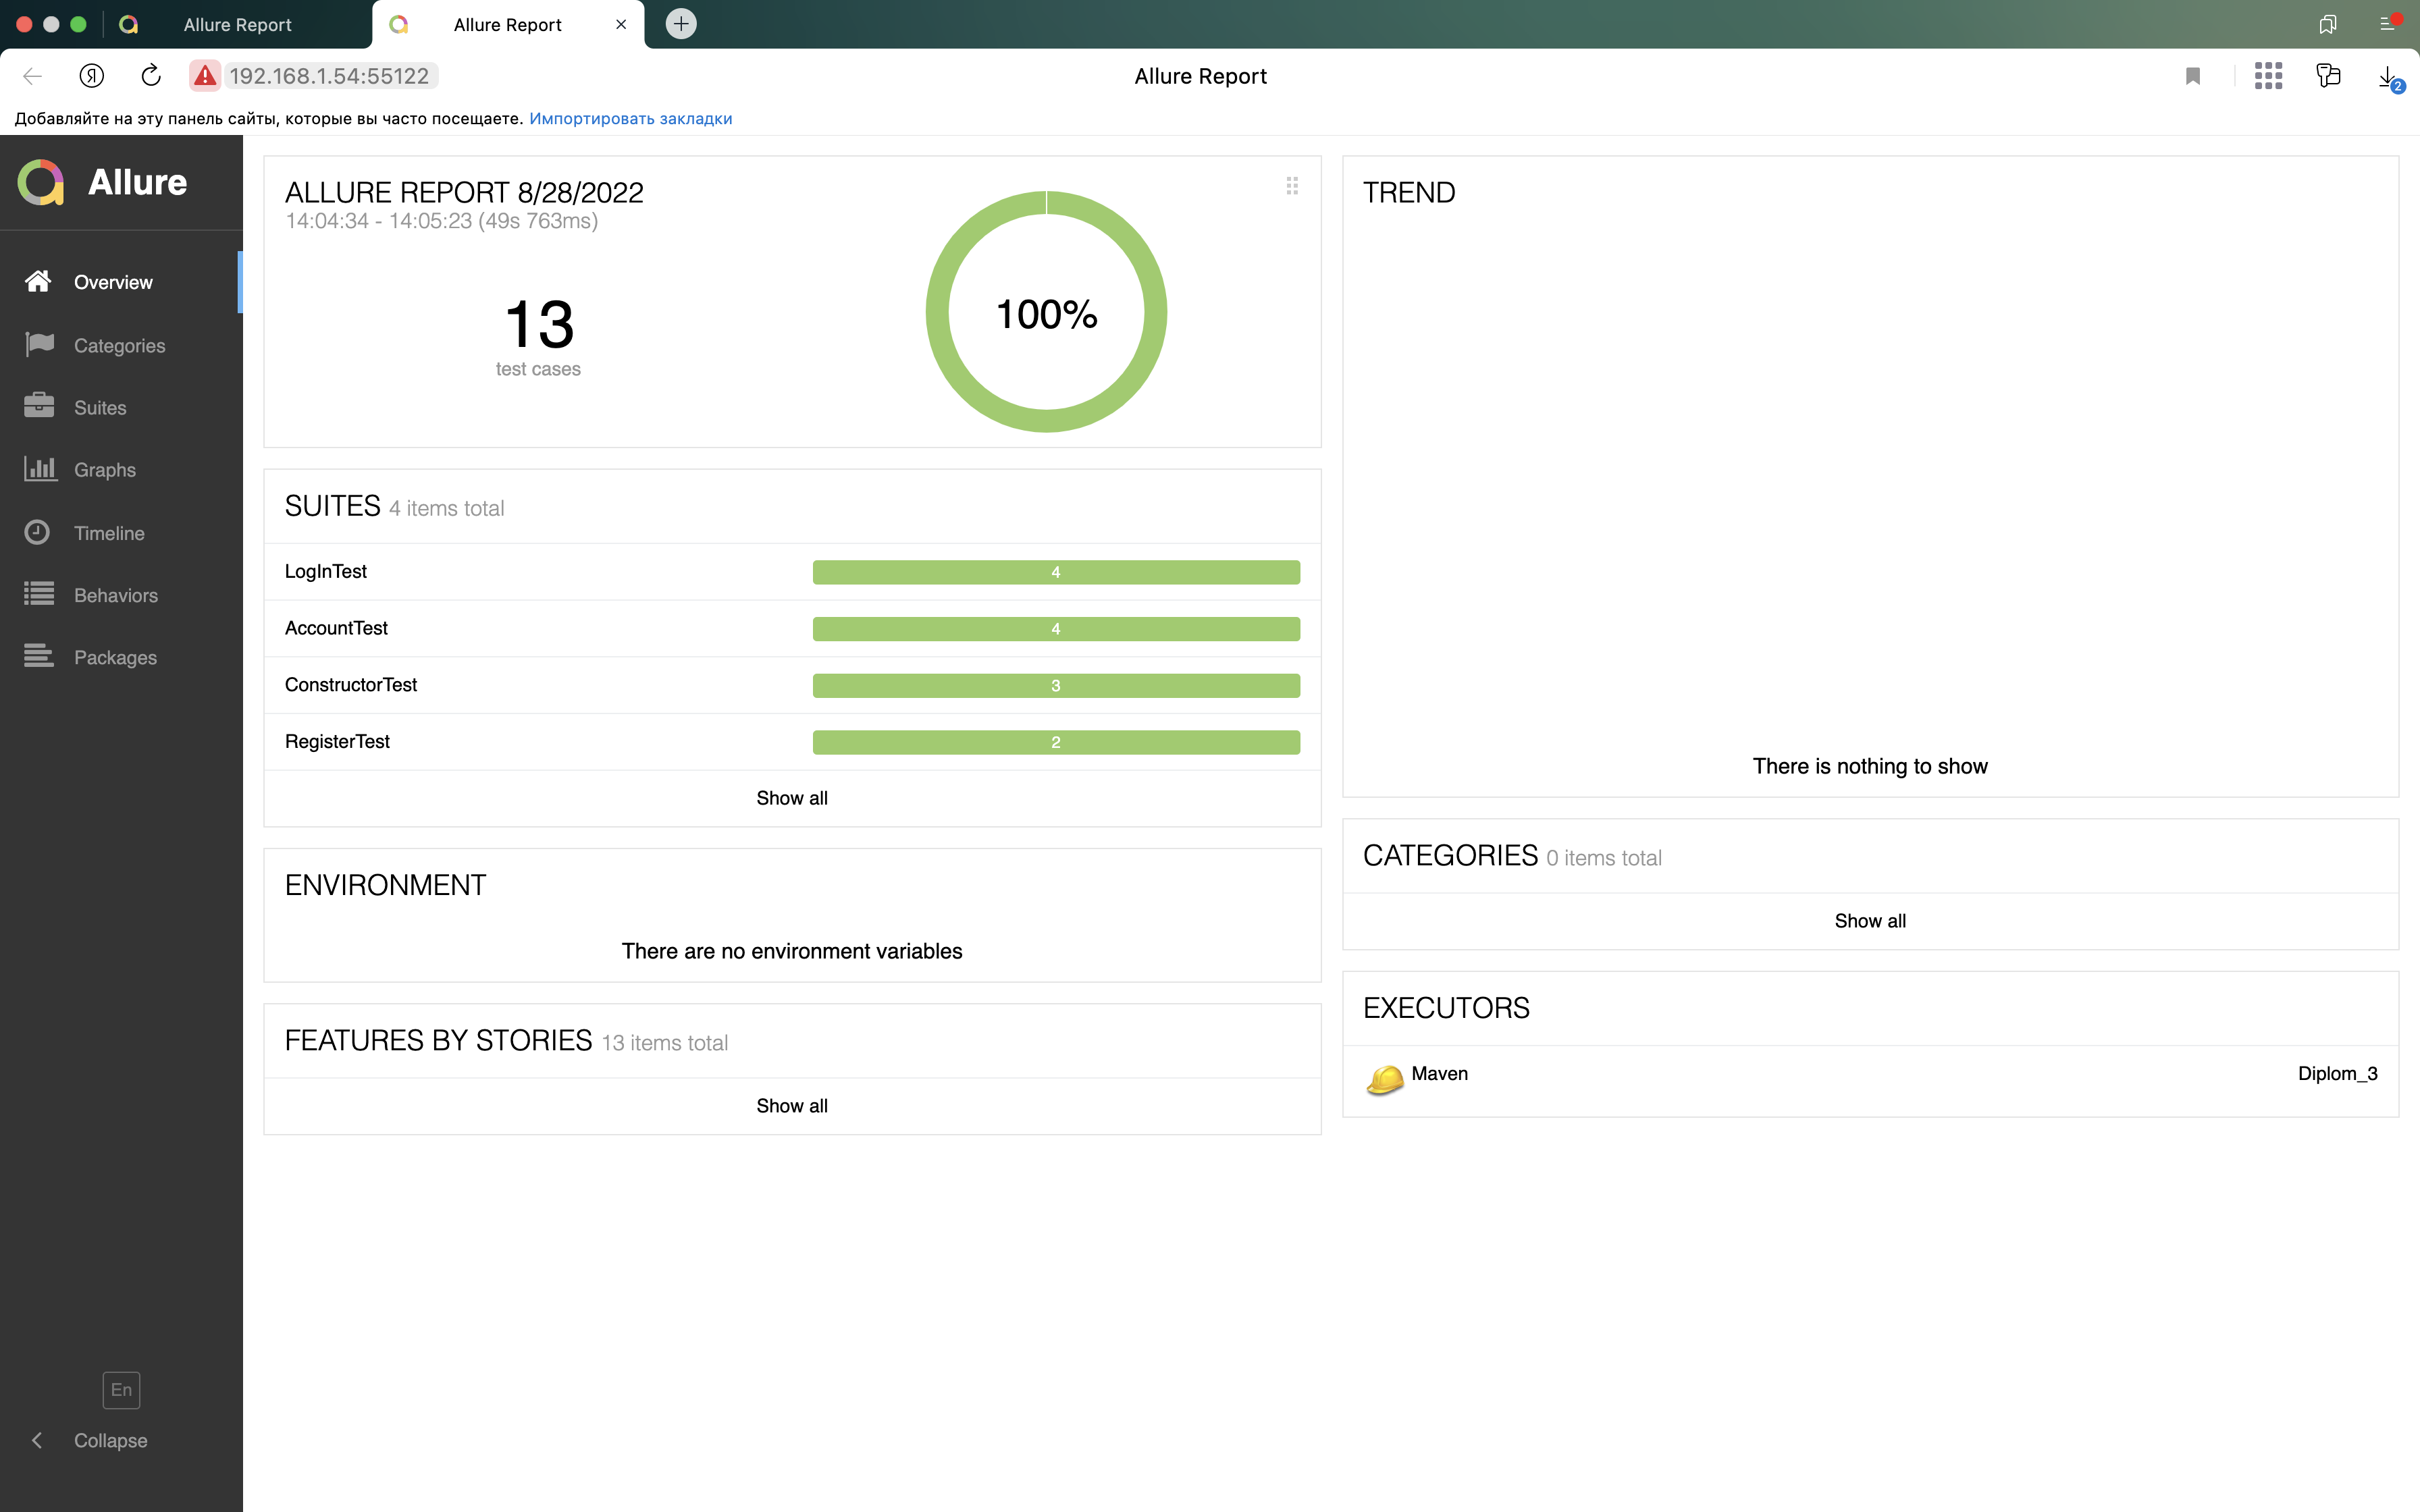 Allure Report
Allure Report
192.168.1.54:55122
Allure Report
2
Добавляйте на эту панель сайты, которые вы часто посещаете. Импортировать закладки
Allure
Overview
Categories
Suites
Graphs
Timeline
Behaviors
Packages
En
Collapse
ALLURE REPORT 8/28/2022
14:04:34 - 14:05:23 (49s 763ms)
13
test cases
100%
SUITES 4 items total
LogInTest 4
AccountTest 4
ConstructorTest 3
RegisterTest 2
Show all
ENVIRONMENT
There are no environment variables
FEATURES BY STORIES 13 items total
Show all
TREND
There is nothing to show
CATEGORIES 0 items total
Show all
EXECUTORS
Maven Diplom_3